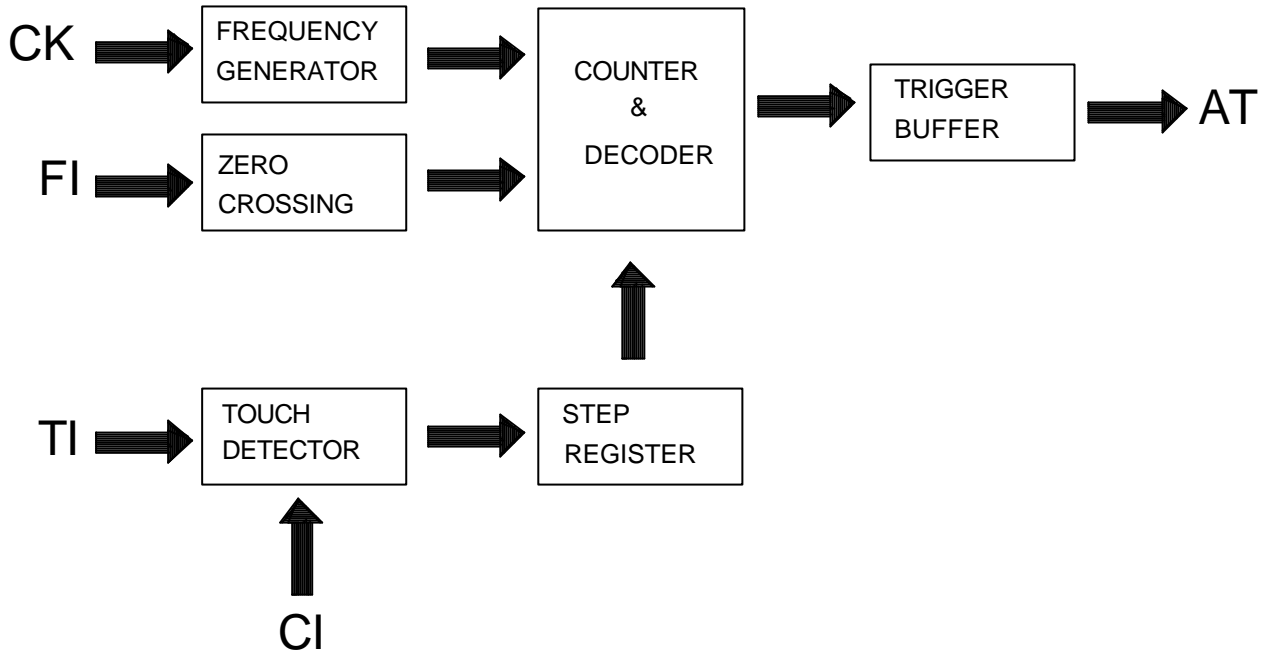 CK
FREQUENCY
GENERATOR
COUNTER
&
DECODER
TRIGGER
BUFFER
AT
FI
ZERO
CROSSING
TI
TOUCH
DETECTOR
STEP
REGISTER
CI